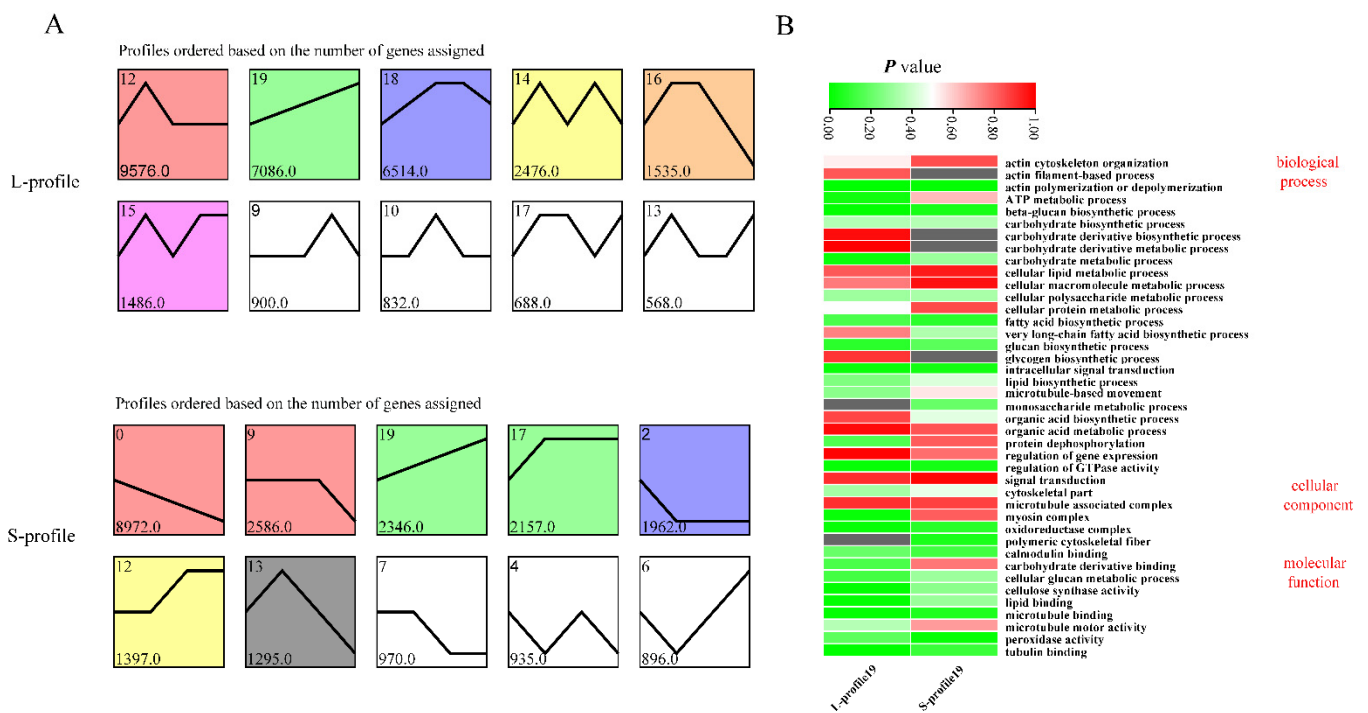 A
Profiles ordered based on the number of genes assigned
L-profile
12
9576.0
19
7086.0
18
6514.0
14
2476.0
16
1535.0
15
1486.0
9
900.0
10
832.0
17
688.0
13
568.0
Profiles ordered based on the number of genes assigned
S-profile
0
8972.0
9
2586.0
19
2346.0
17
2157.0
2
1962.0
12
1397.0
13
1295.0
7
970.0
4
935.0
6
896.0
B
P value
0.00
0.20
0.40
0.60
0.80
1.00
biological process
actin cytoskeleton organization
actin filament-based process
actin polymerization or depolymerization
ATP metabolic process
beta-glucan biosynthetic process
carbohydrate biosynthetic process
carbohydrate derivative biosynthetic process
carbohydrate derivative metabolic process
carbohydrate metabolic process
cellular lipid metabolic process
cellular macromolecule metabolic process
cellular polysaccharide metabolic process
cellular protein metabolic process
fatty acid biosynthetic process
very long-chain fatty acid biosynthetic process
glucan biosynthetic process
glycogen biosynthetic process
intracellular signal transduction
lipid biosynthetic process
microtubule-based movement
monosaccharide metabolic process
organic acid biosynthetic process
organic acid metabolic process
protein dephosphorylation
regulation of gene expression
regulation of GTPase activity
signal transduction
cellular component
cytoskeletal part
microtubule associated complex
myosin complex
oxidoreductase complex
polymeric cytoskeletal fiber
molecular function
calmodulin binding
carbohydrate derivative binding
cellular glucan metabolic process
cellulose synthase activity
lipid binding
microtubule binding
microtubule motor activity
peroxidase activity
tubulin binding
L-profile19
S-profile19